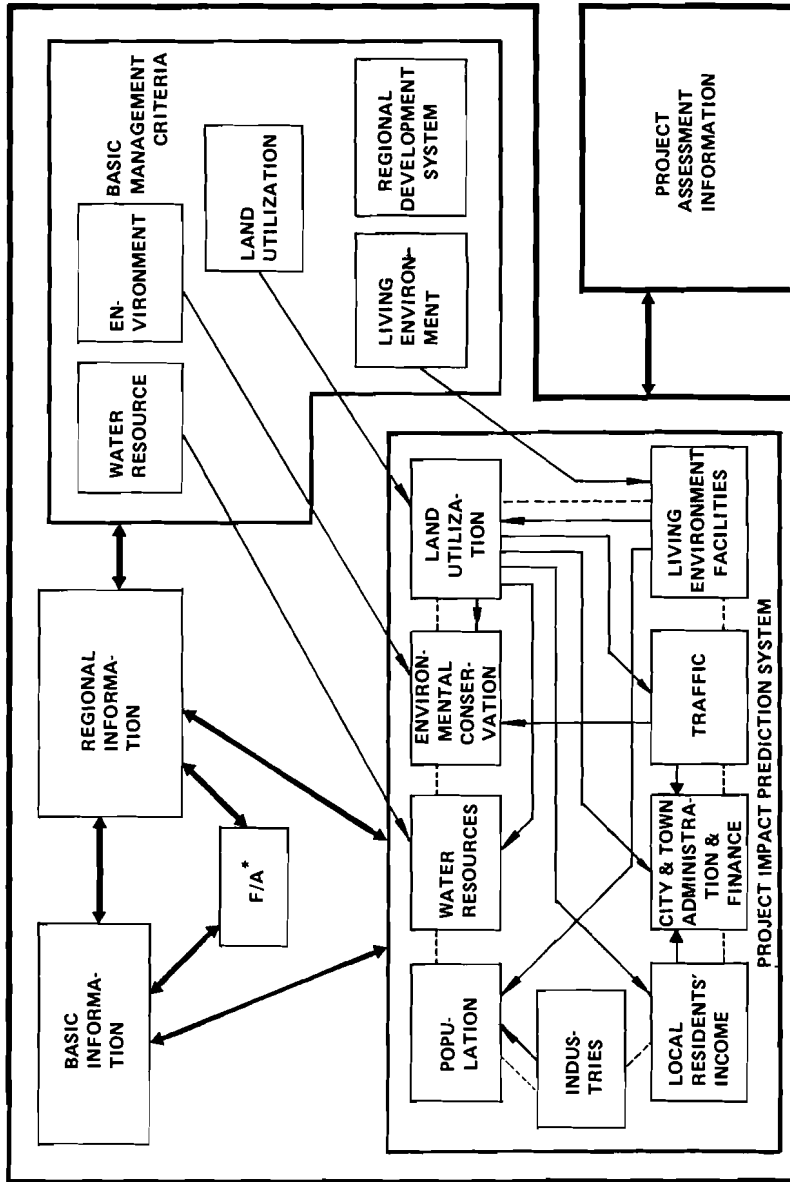 BASIC
INFORMA-
TION
REGIONAL
INFORMA-
TION
F/A*
BASIC
MANAGEMENT
CRITERIA
WATER
RESOURCE
EN-
VIRONMENT
LAND
UTILIZATION
LIVING
ENVIRON-
MENT
REGIONAL
DEVELOPMENT
SYSTEM
POPU-
LATION
WATER
RESOURCES
ENVIRON-
MENTAL
CONSER-
VATION
LAND
UTILIZA-
TION
INDUS-
TRIES
LOCAL
RESIDENTS'
INCOME
CITY & TOWN
ADMINISTRA-
TION &
FINANCE
TRAFFIC
LIVING
ENVIRONMENT
FACILITIES
PROJECT IMPACT PREDICTION SYSTEM
PROJECT
ASSESSMENT
INFORMATION